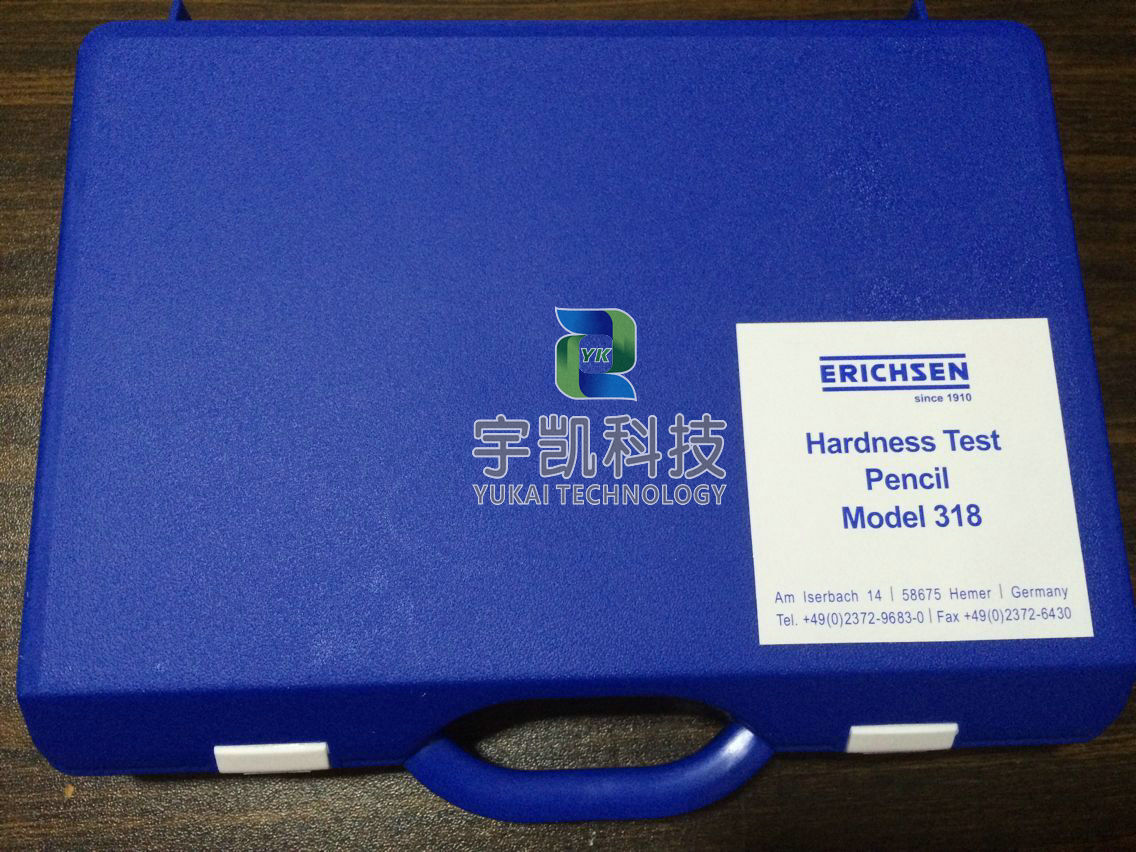 YK
宇凯科技
YUKAI TECHNOLOGY
ERICHSEN
since 1910
Hardness Test
Pencil
Model 318
Am Iserbach 14 | 58675 Hemer | Germany
Tel. +49(0)2372-9683-0 | Fax +49(0)2372-6430